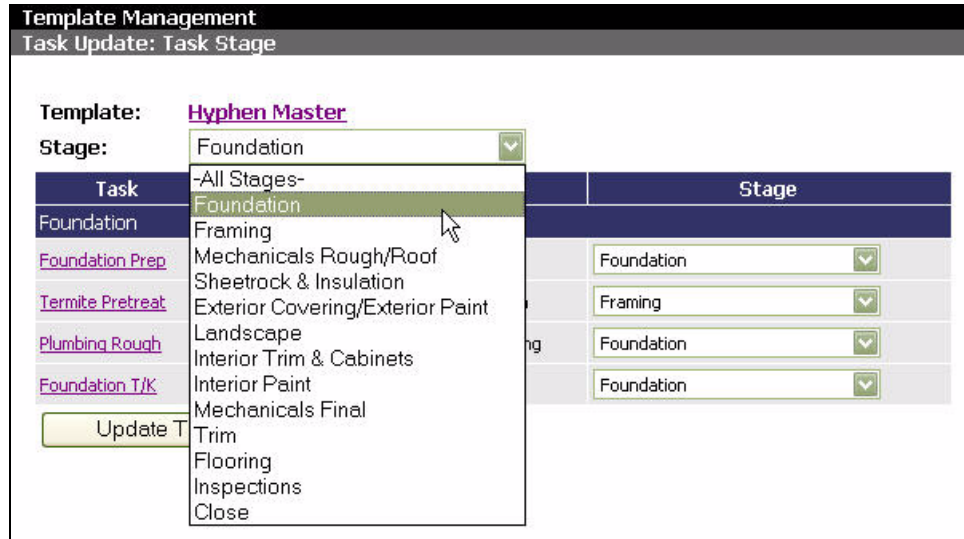 Template Management
Task Update: Task Stage
Template: Hyphen Master
Stage: Foundation
Task Stage
-All Stages-
Foundation
Framing
Mechanicals Rough/Roof
Sheetrock & Insulation
Exterior Covering/Exterior Paint
Landscape
Interior Trim & Cabinets
Interior Paint
Mechanicals Final
Trim
Flooring
Inspections
Close
Foundation
Foundation Prep Foundation
Termite Pretreat Framing
Plumbing Rough ng Foundation
Foundation T/K Foundation
Update T